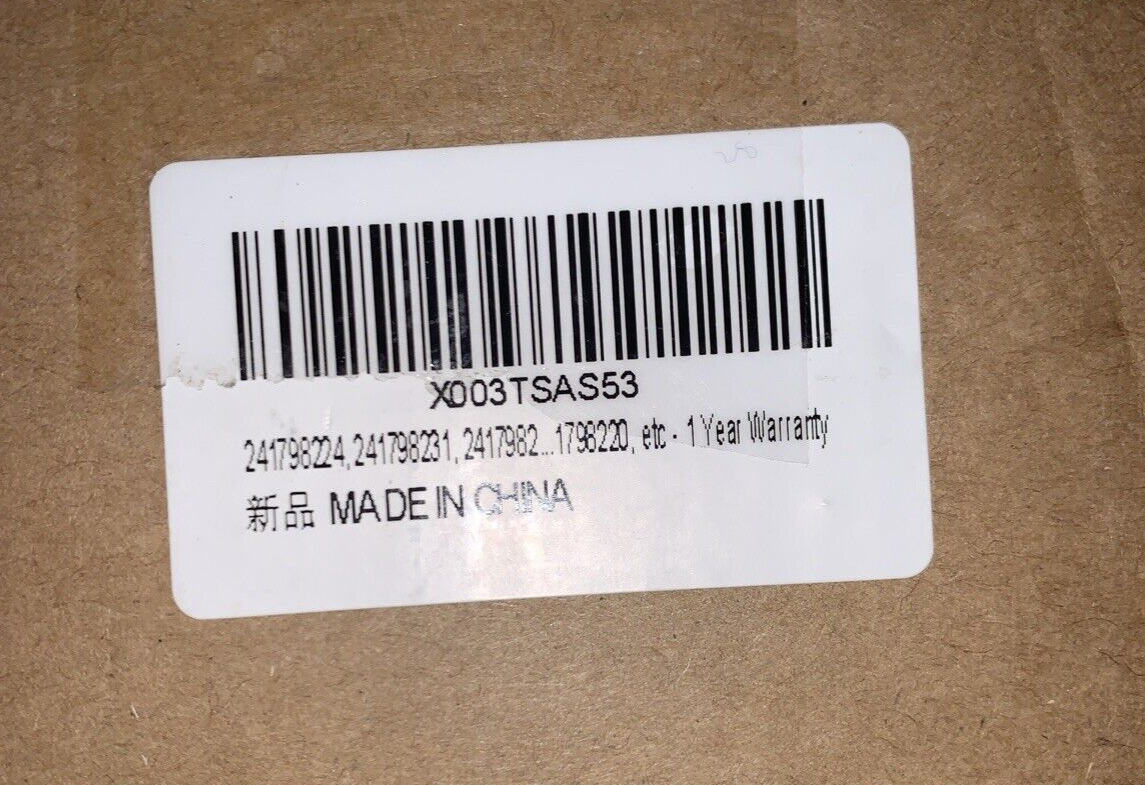 X003TSAS53
241798224, 241798231, 2417982...1798220, etc - 1 Year Warranty
新品 MADE IN CHINA